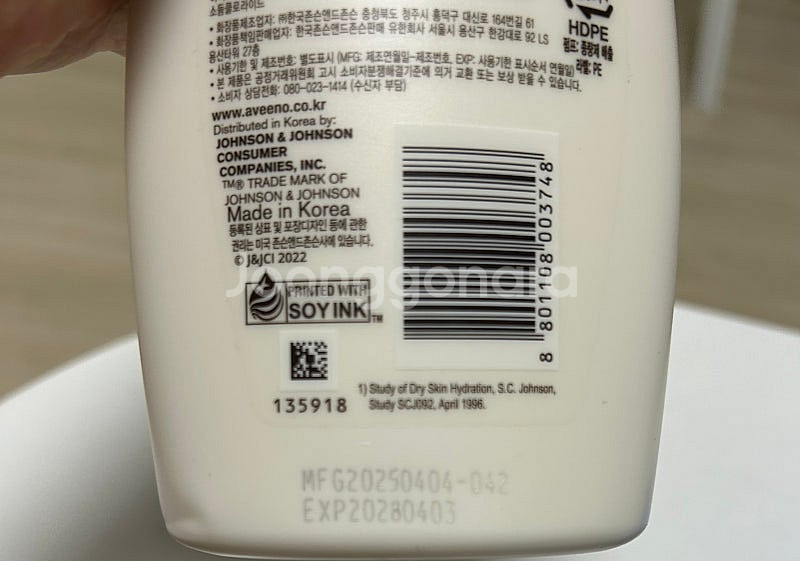 소듐클로라이드
• 화장품제조업자: ㈜한국존슨앤드존슨 충청북도 청주시 흥덕구 대신로 164번길 61
• 화장품책임판매업자: 한국존슨앤드존슨판매 유한회사 서울시 용산구 한강대로 92 LS
용산타워 27층
• 사용기한 및 제조번호: 별도표시 (MFG: 제조연월일-제조번호, EXP: 사용기한 표시순서 연월일)
• 본 제품은 공정거래위원회 고시 소비자분쟁해결기준에 의거 교환 또는 보상 받을 수 있습니다.
• 소비자 상담전화: 080-023-1414 (수신자 부담)
HDPE
펌프: 종량제 배출
라벨: PE
www.aveeno.co.kr
Distributed in Korea by:
JOHNSON & JOHNSON
CONSUMER
COMPANIES, INC.
TM® TRADE MARK OF
JOHNSON & JOHNSON
Made in Korea
등록된 상표 및 포장디자인 등에 관한
권리는 미국 존슨앤드존슨사에 있습니다.
© J&JCI 2022
PRINTED WITH
SOY INK TM
8 801108 003748
135918
1) Study of Dry Skin Hydration, S.C. Johnson,
Study SCJ092, April 1996.
MFG20250404-042
EXP20280403
Joonggonara